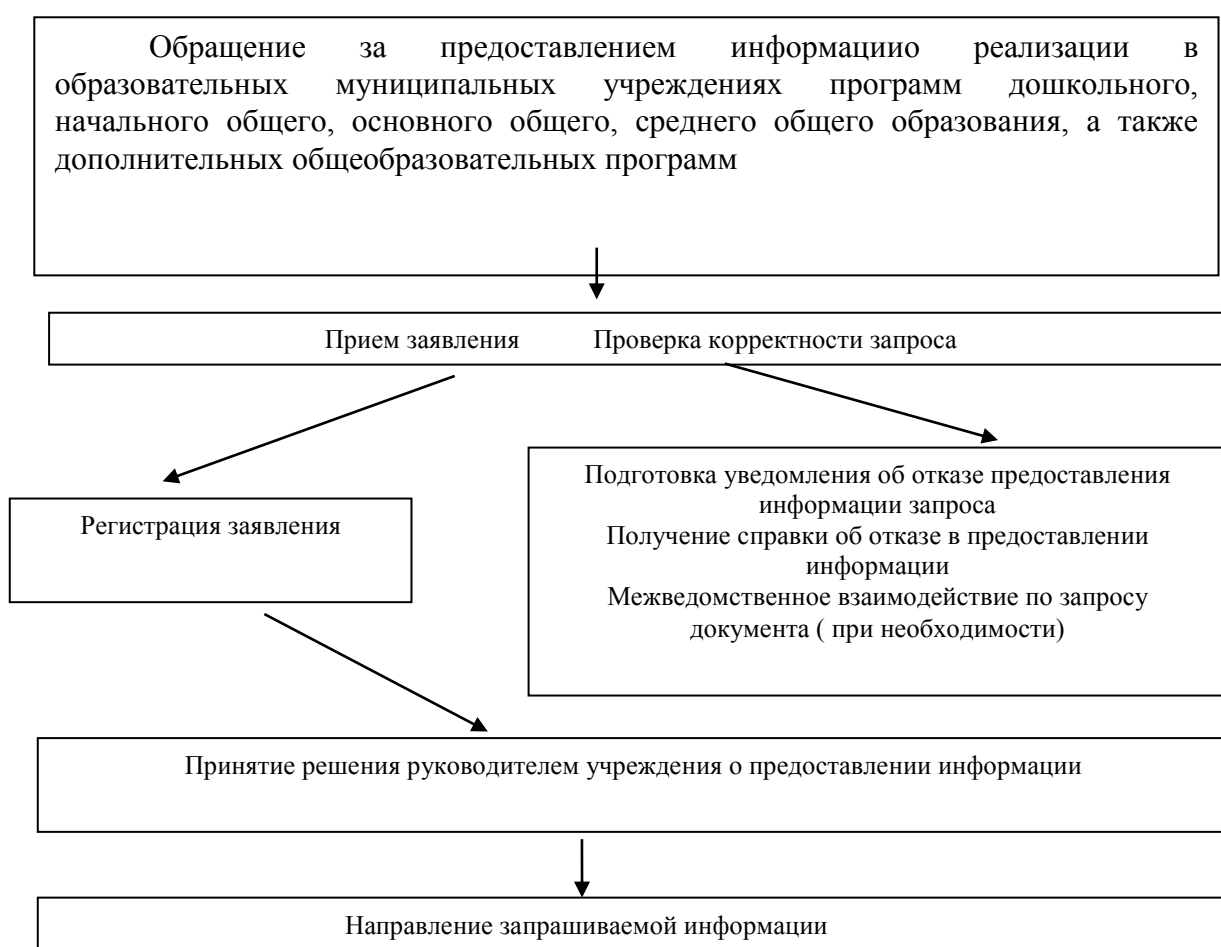 Обращение за предоставлением информациио реализации в
образовательных муниципальных учреждениях программ дошкольного,
начального общего, основного общего, среднего общего образования, а также
дополнительных общеобразовательных программ
Прием заявления Проверка корректности запроса
Подготовка уведомления об отказе предоставления
информации запроса
Получение справки об отказе в предоставлении
информации
Межведомственное взаимодействие по запросу
документа ( при необходимости)
Регистрация заявления
Принятие решения руководителем учреждения о предоставлении информации
Направление запрашиваемой информации